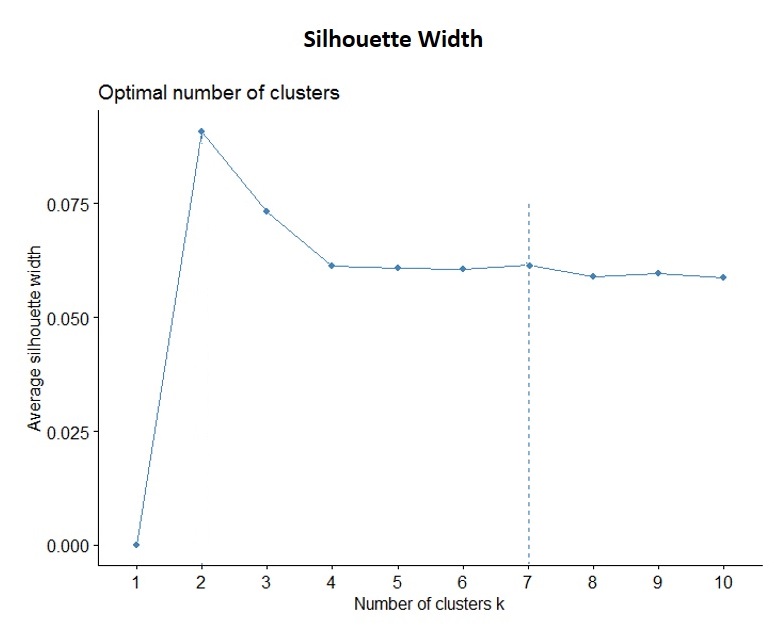 Silhouette Width
Optimal number of clusters
Average silhouette width
0.075
0.050
0.025
0.000
1 2 3 4 5 6 7 8 9 10
Number of clusters k